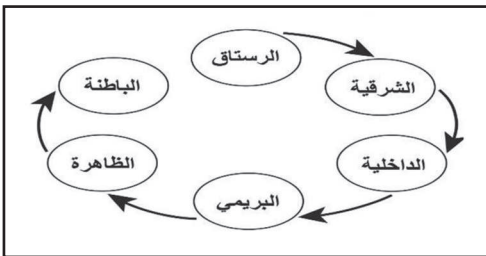 الرستاق
الشرقية
الداخلية
البريمي
الظاهرة
الباطنة